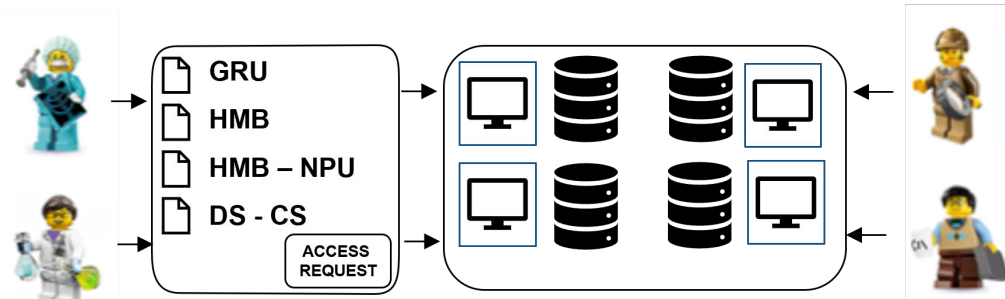 GRU
HMB
HMB – NPU
DS - CS
ACCESS
REQUEST